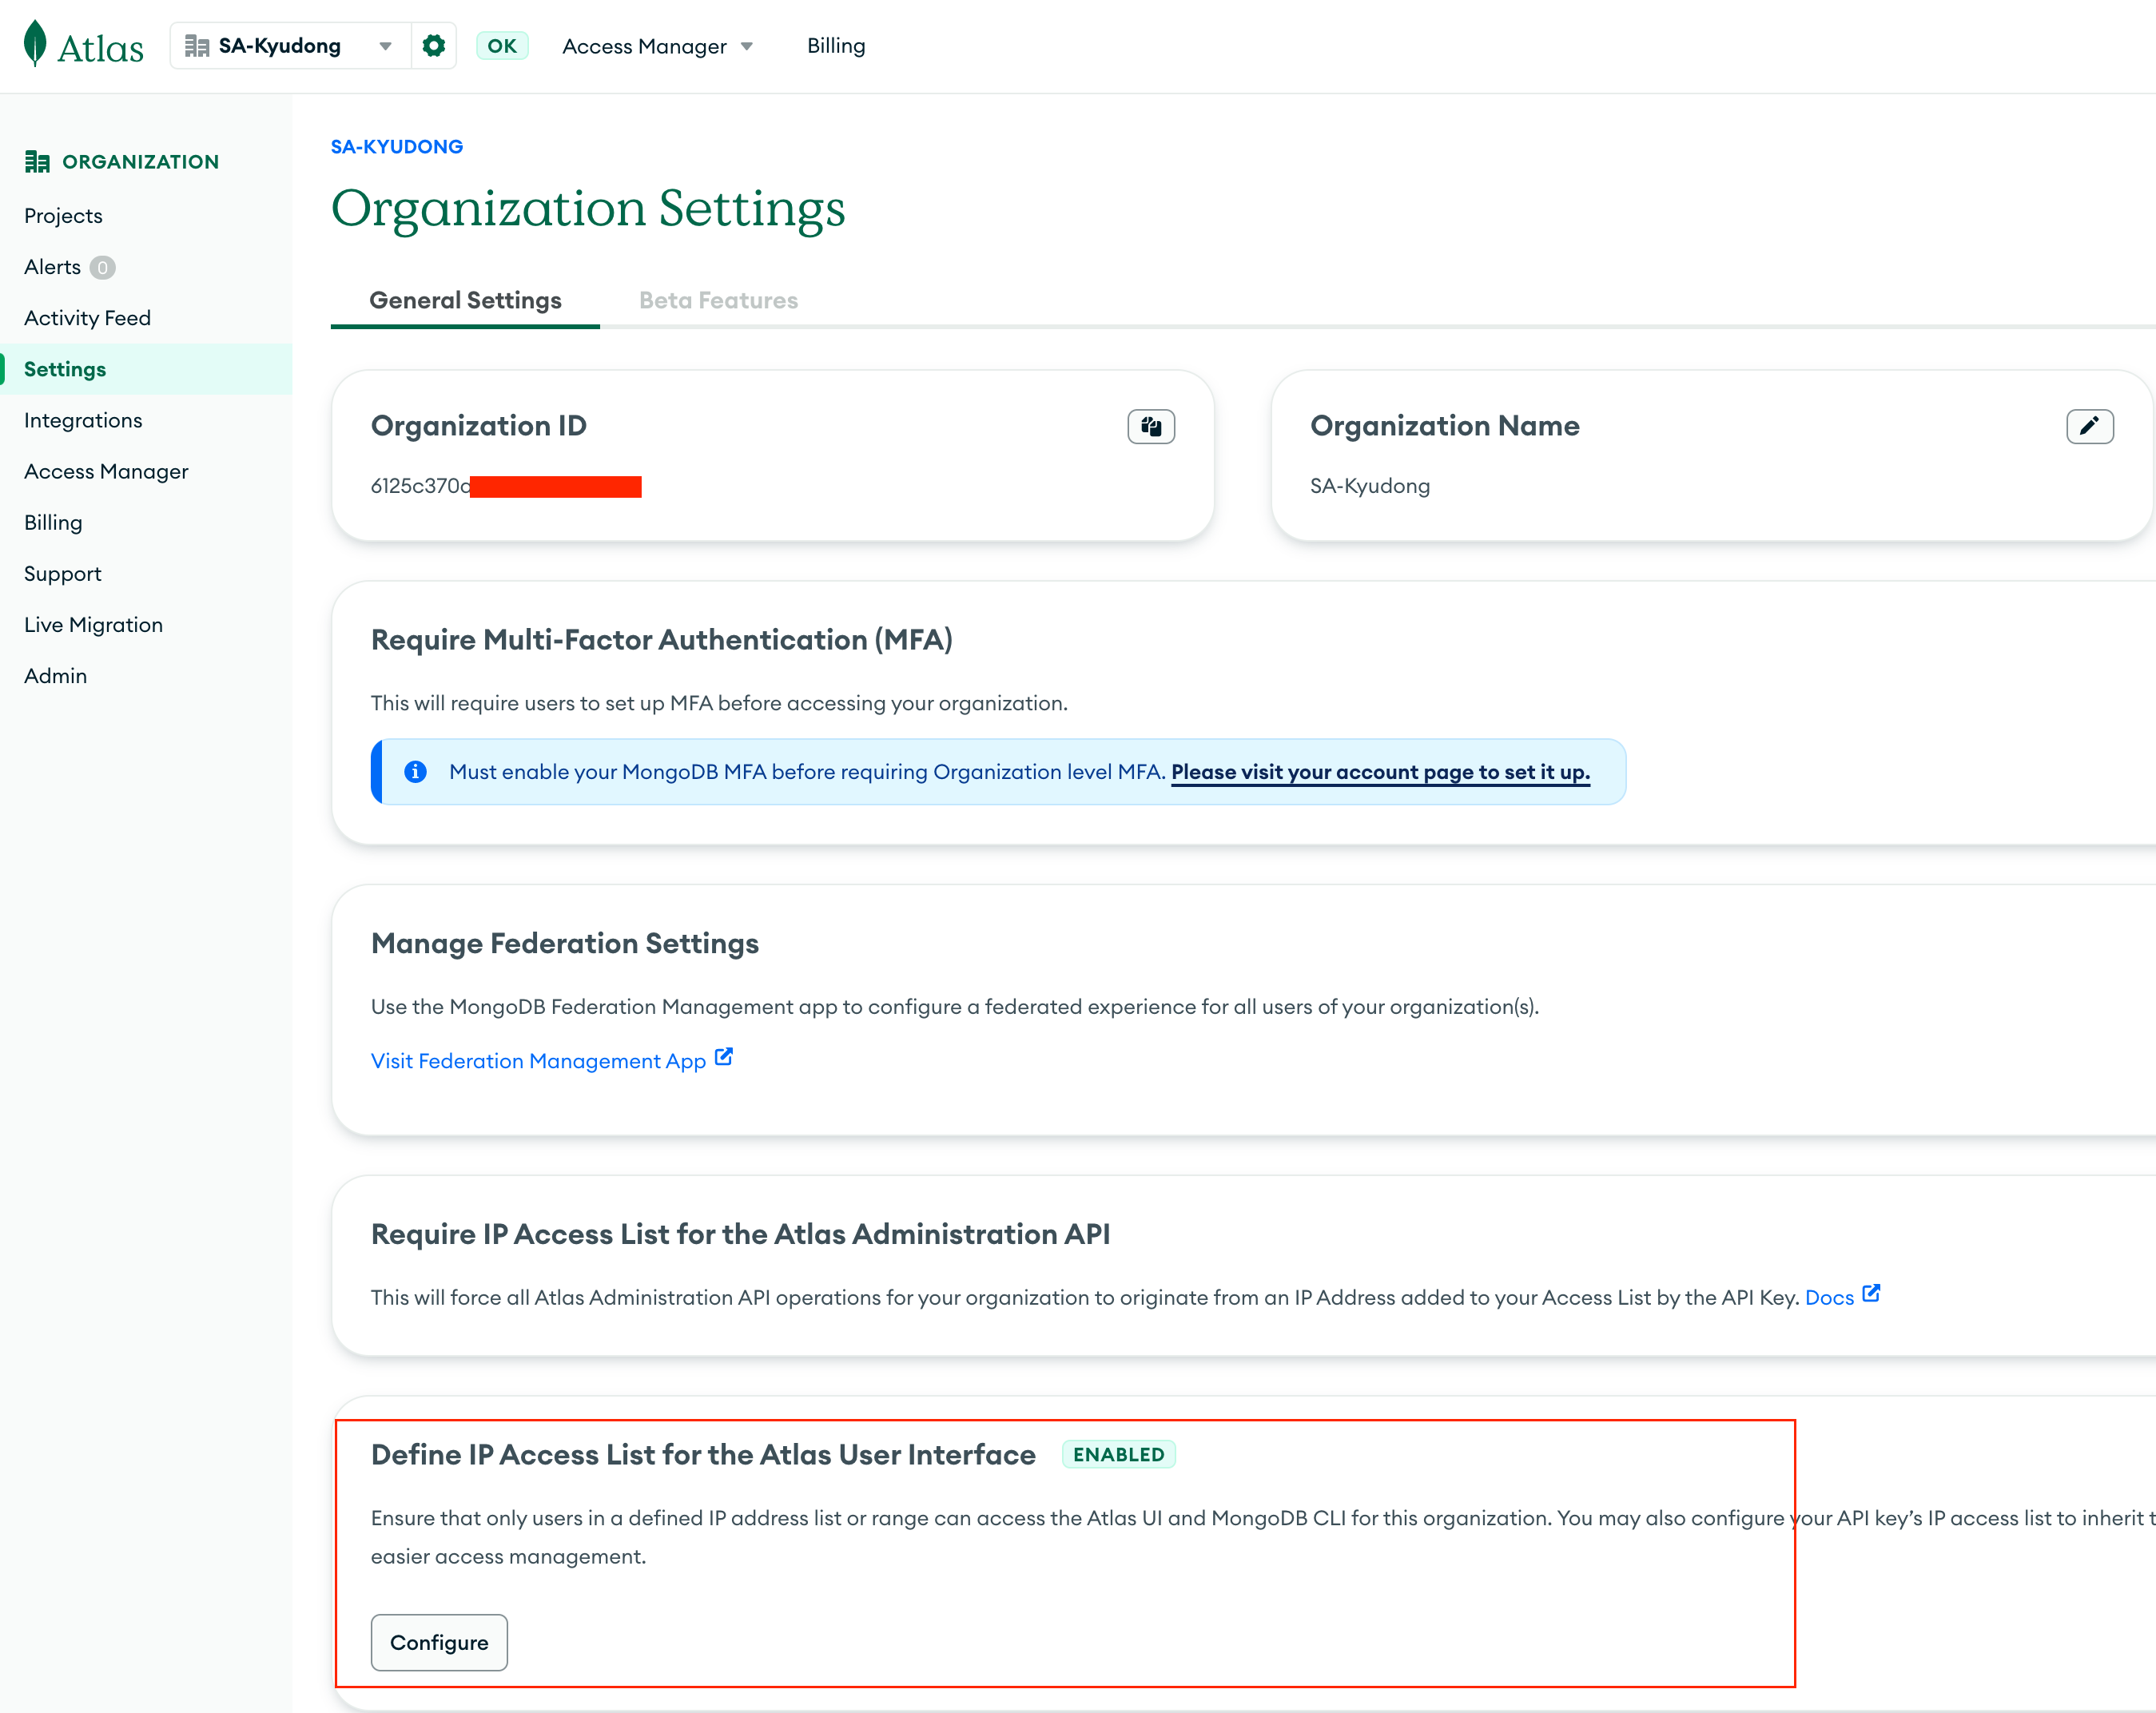 Atlas
SA-Kyudong
OK
Access Manager
Billing
ORGANIZATION
Projects
Alerts 0
Activity Feed
Settings
Integrations
Access Manager
Billing
Support
Live Migration
Admin
SA-KYUDONG
Organization Settings
General Settings
Beta Features
Organization ID
6125c370
Organization Name
SA-Kyudong
Require Multi-Factor Authentication (MFA)
This will require users to set up MFA before accessing your organization.
Must enable your MongoDB MFA before requiring Organization level MFA. Please visit your account page to set it up.
Manage Federation Settings
Use the MongoDB Federation Management app to configure a federated experience for all users of your organization(s).
Visit Federation Management App
Require IP Access List for the Atlas Administration API
This will force all Atlas Administration API operations for your organization to originate from an IP Address added to your Access List by the API Key. Docs
Define IP Access List for the Atlas User Interface ENABLED
Ensure that only users in a defined IP address list or range can access the Atlas UI and MongoDB CLI for this organization. You may also configure your API key’s IP access list to inherit
easier access management.
Configure